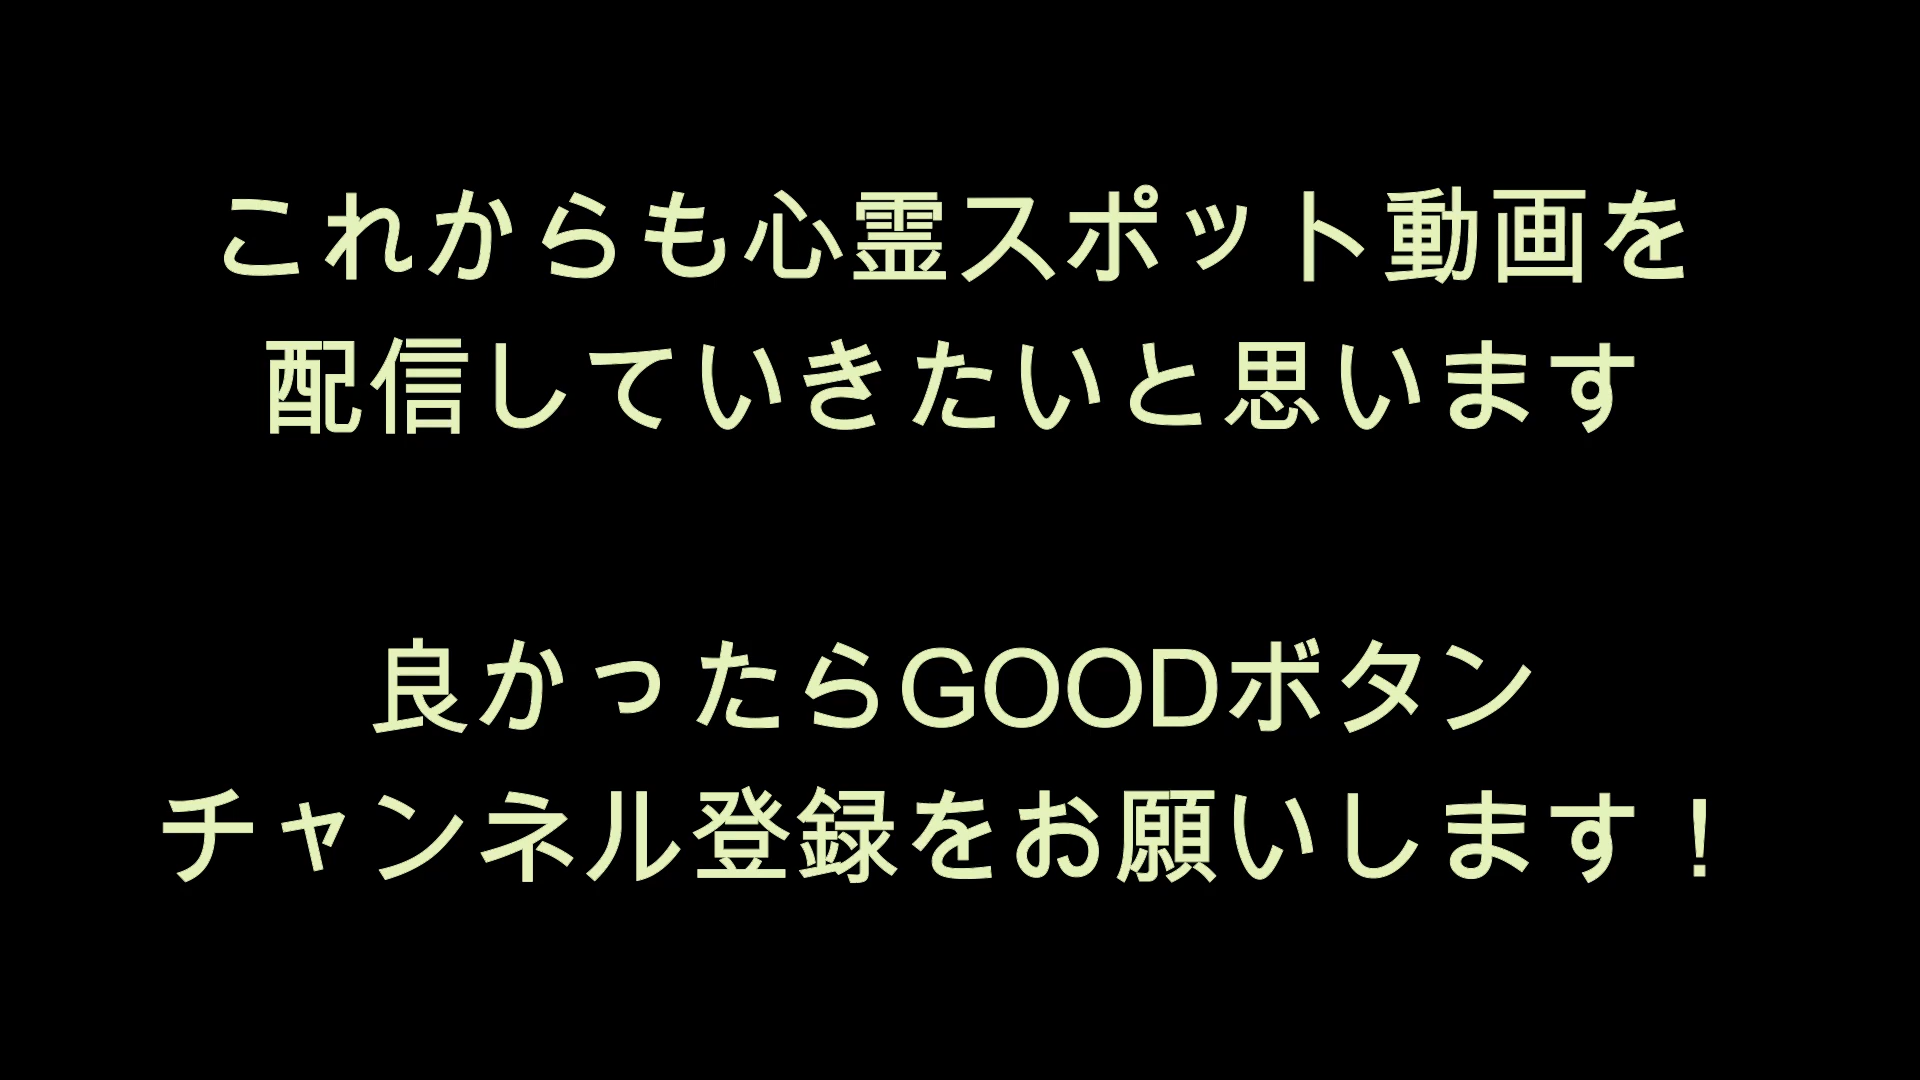 これからも心霊スポット動画を
配信していきたいと思います
良かったらGOODボタン
チャンネル登録をお願いします！